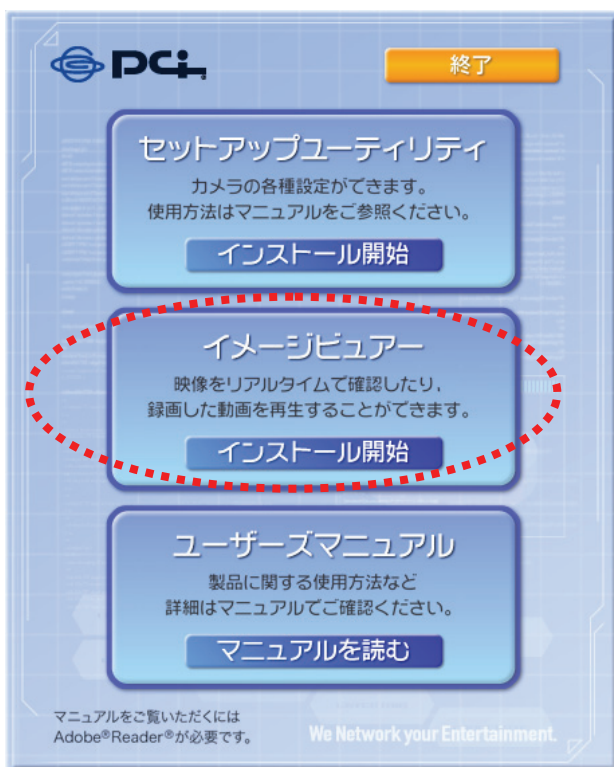 PCi
終了
セットアップユーティリティ
カメラの各種設定ができます。
使用方法はマニュアルをご参照ください。
インストール開始
イメージビュアー
映像をリアルタイムで確認したり、
録画した動画を再生することができます。
インストール開始
ユーザーズマニュアル
製品に関する使用方法など
詳細はマニュアルでご確認ください。
マニュアルを読む
マニュアルをご覧いただくには
Adobe®Reader®が必要です。
We Network your Entertainment.